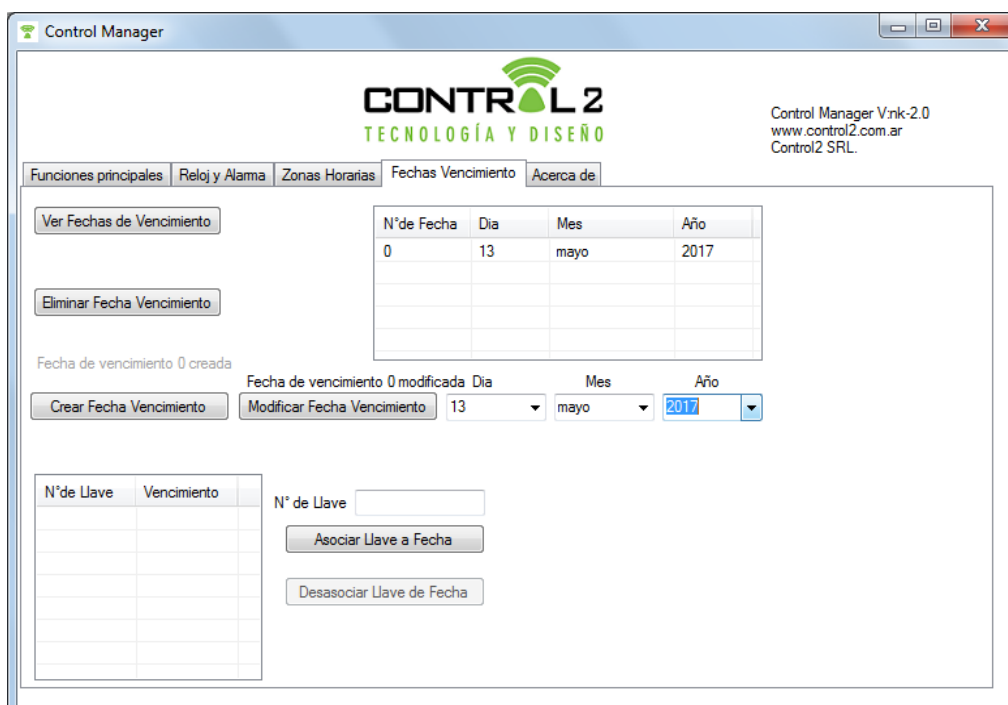 Control Manager
CONTROL 2
TECNOLOGÍA Y DISEÑO
Control Manager V:nk-2.0
www.control2.com.ar
Control2 SRL.
Funciones principales Reloj y Alarma Zonas Horarias Fechas Vencimiento Acerca de
Ver Fechas de Vencimiento
N°de Fecha Dia Mes Año
0 13 mayo 2017
Eliminar Fecha Vencimiento
Fecha de vencimiento 0 creada
Fecha de vencimiento 0 modificada Dia Mes Año
Crear Fecha Vencimiento Modificar Fecha Vencimiento 13 mayo 2017
N°de Llave Vencimiento
N° de Llave
Asociar Llave a Fecha
Desasociar Llave de Fecha